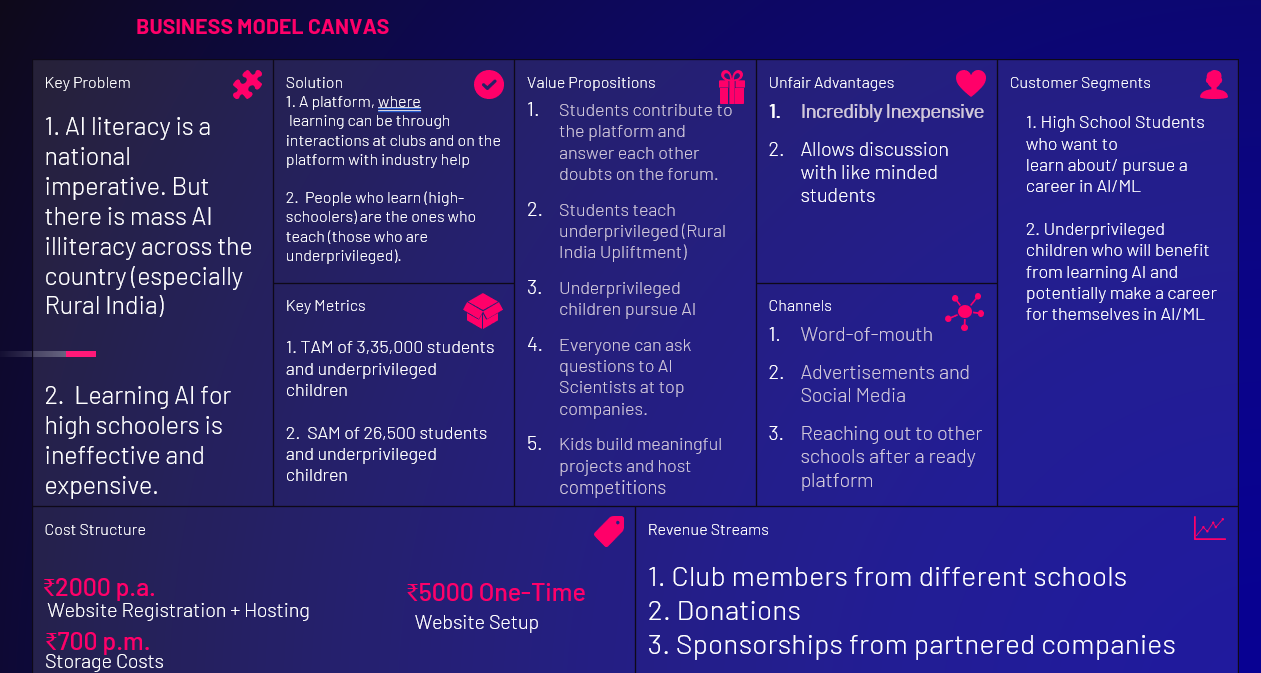 BUSINESS MODEL CANVAS
Key Problem
1. AI literacy is a
national
imperative. But
there is mass AI
illiteracy across the
country (especially
Rural India)
2. Learning AI for
high schoolers is
ineffective and
expensive.
Solution
1. A platform, where
learning can be through
interactions at clubs and on the
platform with industry help
2. People who learn (high-
schoolers) are the ones who
teach (those who are
underprivileged).
Key Metrics
1. TAM of 3,35,000 students
and underprivileged
children
2. SAM of 26,500 students
and underprivileged
children
Value Propositions
1. Students contribute to
the platform and
answer each other
doubts on the forum.
2. Students teach
underprivileged (Rural
India Upliftment)
3. Underprivileged
children pursue AI
4. Everyone can ask
questions to AI
Scientists at top
companies.
5. Kids build meaningful
projects and host
competitions
Unfair Advantages
1. Incredibly Inexpensive
2. Allows discussion
with like minded
students
Channels
1. Word-of-mouth
2. Advertisements and
Social Media
3. Reaching out to other
schools after a ready
platform
Customer Segments
1. High School Students
who want to
learn about/ pursue a
career in AI/ML
2. Underprivileged
children who will benefit
from learning AI and
potentially make a career
for themselves in AI/ML
Cost Structure
₹2000 p.a.
Website Registration + Hosting
₹700 p.m.
Storage Costs
₹5000 One-Time
Website Setup
Revenue Streams
1. Club members from different schools
2. Donations
3. Sponsorships from partnered companies